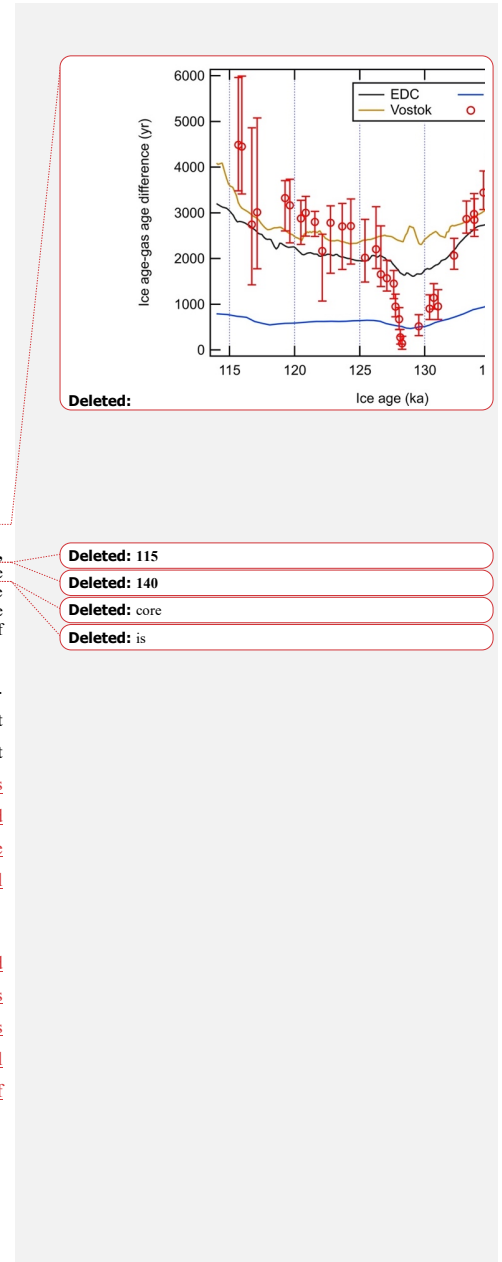 6000
5000
4000
3000
2000
1000
0
Ice age-gas age difference (yr)
EDC
Vostok
115 120 125 130 1
Ice age (ka)
Deleted:
,
e
e
e
f
Deleted: 115
Deleted: 140
Deleted: core
Deleted: is
.
t
t
s
d
e
d
d
s
s
d
f